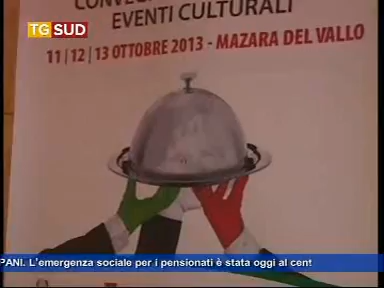 TG SUD
EVENTI CULTURALI
11 | 12 | 13 OTTOBRE 2013 - MAZARA DEL VALLO
PANI. L'emergenza sociale per i pensionati è stata oggi al cent